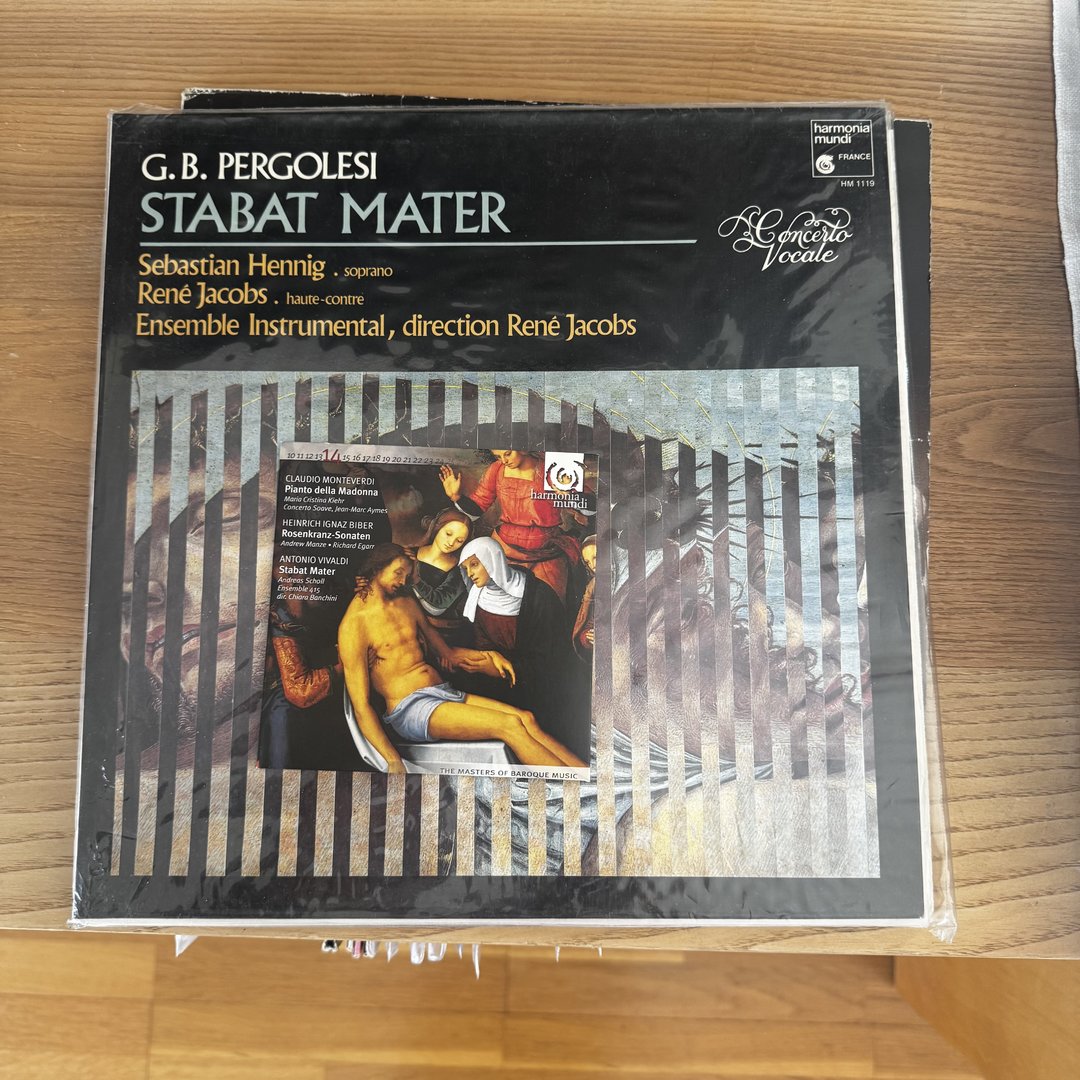 G. B. PERGOLESI
STABAT MATER
Sebastian Hennig . soprano
René Jacobs . haute-contre
Ensemble Instrumental, direction René Jacobs
harmonia
mundi
FRANCE
HM 1119
Concerto
Vocale
10 11 12 13 14 15 16 17 18 19 20 21 22 23 24
CLAUDIO MONTEVERDI
Pianto della Madonna
Maria Cristina Kiehr
Concerto Soave, Jean-Marc Aymes
HEINRICH IGNAZ BIBER
Rosenkranz-Sonaten
Andrew Manze • Richard Egarr
ANTONIO VIVALDI
Stabat Mater
Andreas Scholl
Ensemble 415
dir. Chiara Banchini
harmonia
mundi
THE MASTERS OF BAROQUE MUSIC